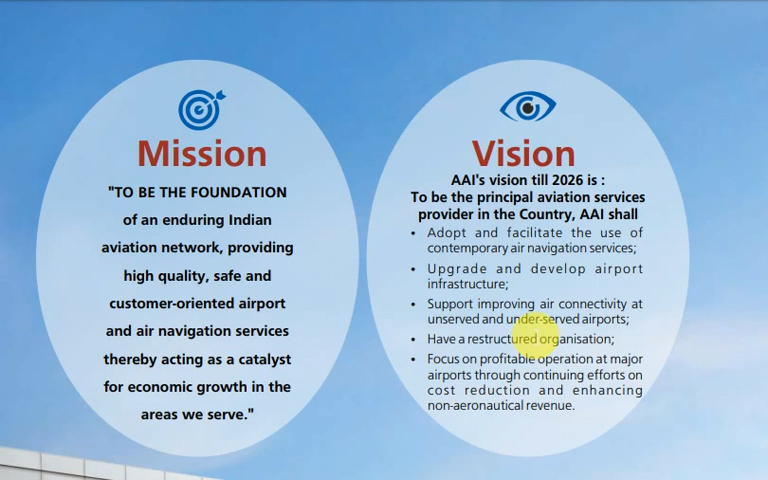 Mission
"TO BE THE FOUNDATION
of an enduring Indian
aviation network, providing
high quality, safe and
customer-oriented airport
and air navigation services
thereby acting as a catalyst
for economic growth in the
areas we serve."
Vision
AAI's vision till 2026 is :
To be the principal aviation services
provider in the Country, AAI shall
• Adopt and facilitate the use of
contemporary air navigation services;
• Upgrade and develop airport
infrastructure;
• Support improving air connectivity at
unserved and under-served airports;
• Have a restructured organisation;
• Focus on profitable operation at major
airports through continuing efforts on
cost reduction and enhancing
non-aeronautical revenue.